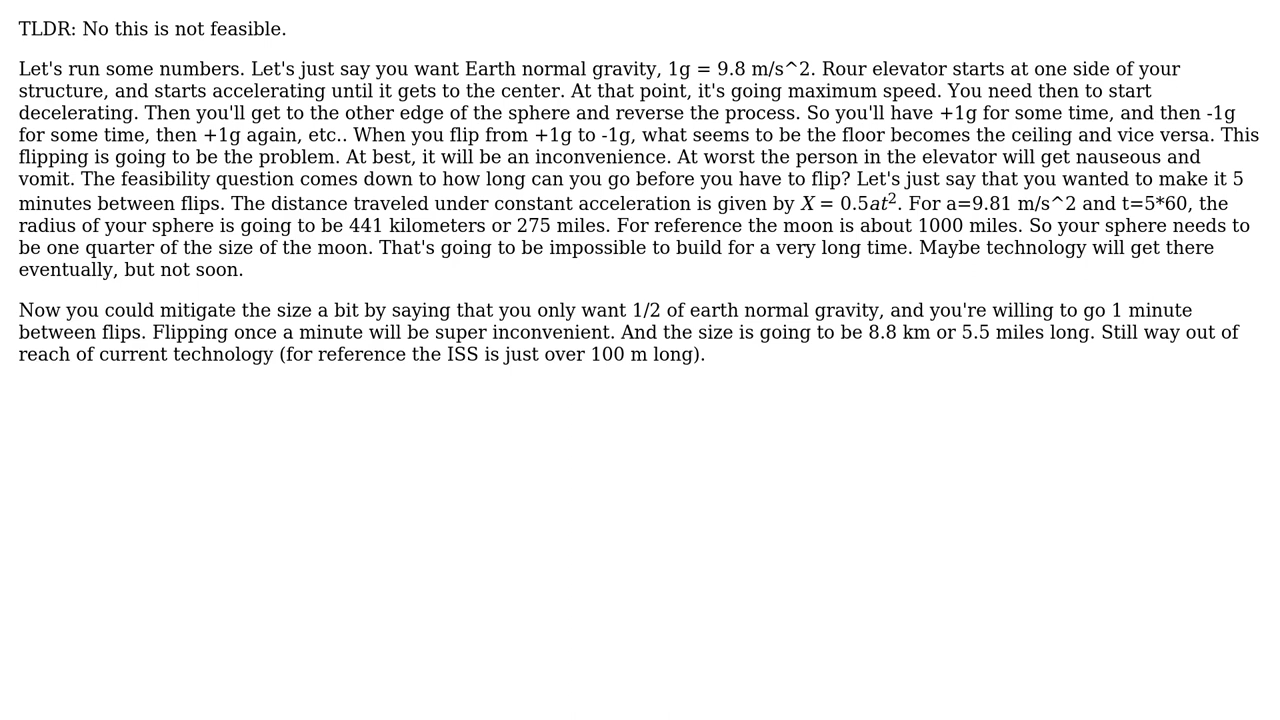 TLDR: No this is not feasible.
Let's run some numbers. Let's just say you want Earth normal gravity, 1g = 9.8 m/s^2. Rour elevator starts at one side of your
structure, and starts accelerating until it gets to the center. At that point, it's going maximum speed. You need then to start
decelerating. Then you'll get to the other edge of the sphere and reverse the process. So you'll have +1g for some time, and then -1g
for some time, then +1g again, etc.. When you flip from +1g to -1g, what seems to be the floor becomes the ceiling and vice versa. This
flipping is going to be the problem. At best, it will be an inconvenience. At worst the person in the elevator will get nauseous and
vomit. The feasibility question comes down to how long can you go before you have to flip? Let's just say that you wanted to make it 5
minutes between flips. The distance traveled under constant acceleration is given by X = 0.5at². For a=9.81 m/s^2 and t=5*60, the
radius of your sphere is going to be 441 kilometers or 275 miles. For reference the moon is about 1000 miles. So your sphere needs to
be one quarter of the size of the moon. That's going to be impossible to build for a very long time. Maybe technology will get there
eventually, but not soon.
Now you could mitigate the size a bit by saying that you only want 1/2 of earth normal gravity, and you're willing to go 1 minute
between flips. Flipping once a minute will be super inconvenient. And the size is going to be 8.8 km or 5.5 miles long. Still way out of
reach of current technology (for reference the ISS is just over 100 m long).